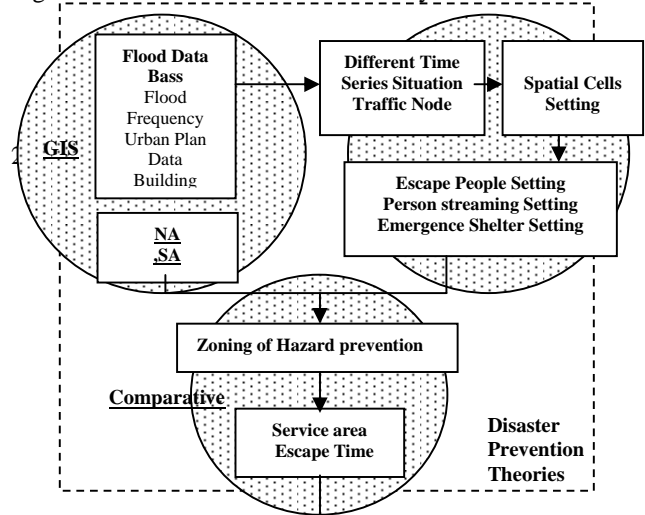 Flood Data
Bass
Flood
Frequency
Urban Plan
Data
Building
GIS
2
NA
,SA
Different Time
Series Situation
Traffic Node
Spatial Cells
Setting
Escape People Setting
Person streaming Setting
Emergence Shelter Setting
Zoning of Hazard prevention
Comparative
Service area
Escape Time
Disaster
Prevention
Theories